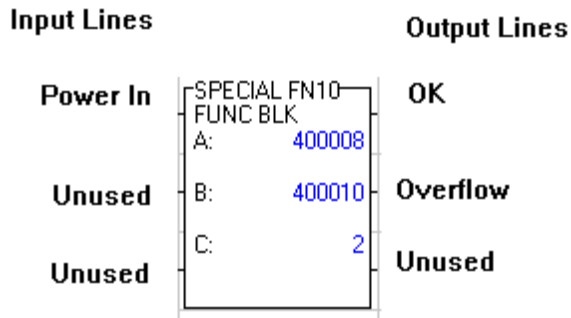 Input Lines
Output Lines
Power In
SPECIAL FN10
OK
FUNC BLK
A: 400008
Unused
B: 400010
Overflow
C: 2
Unused
Unused